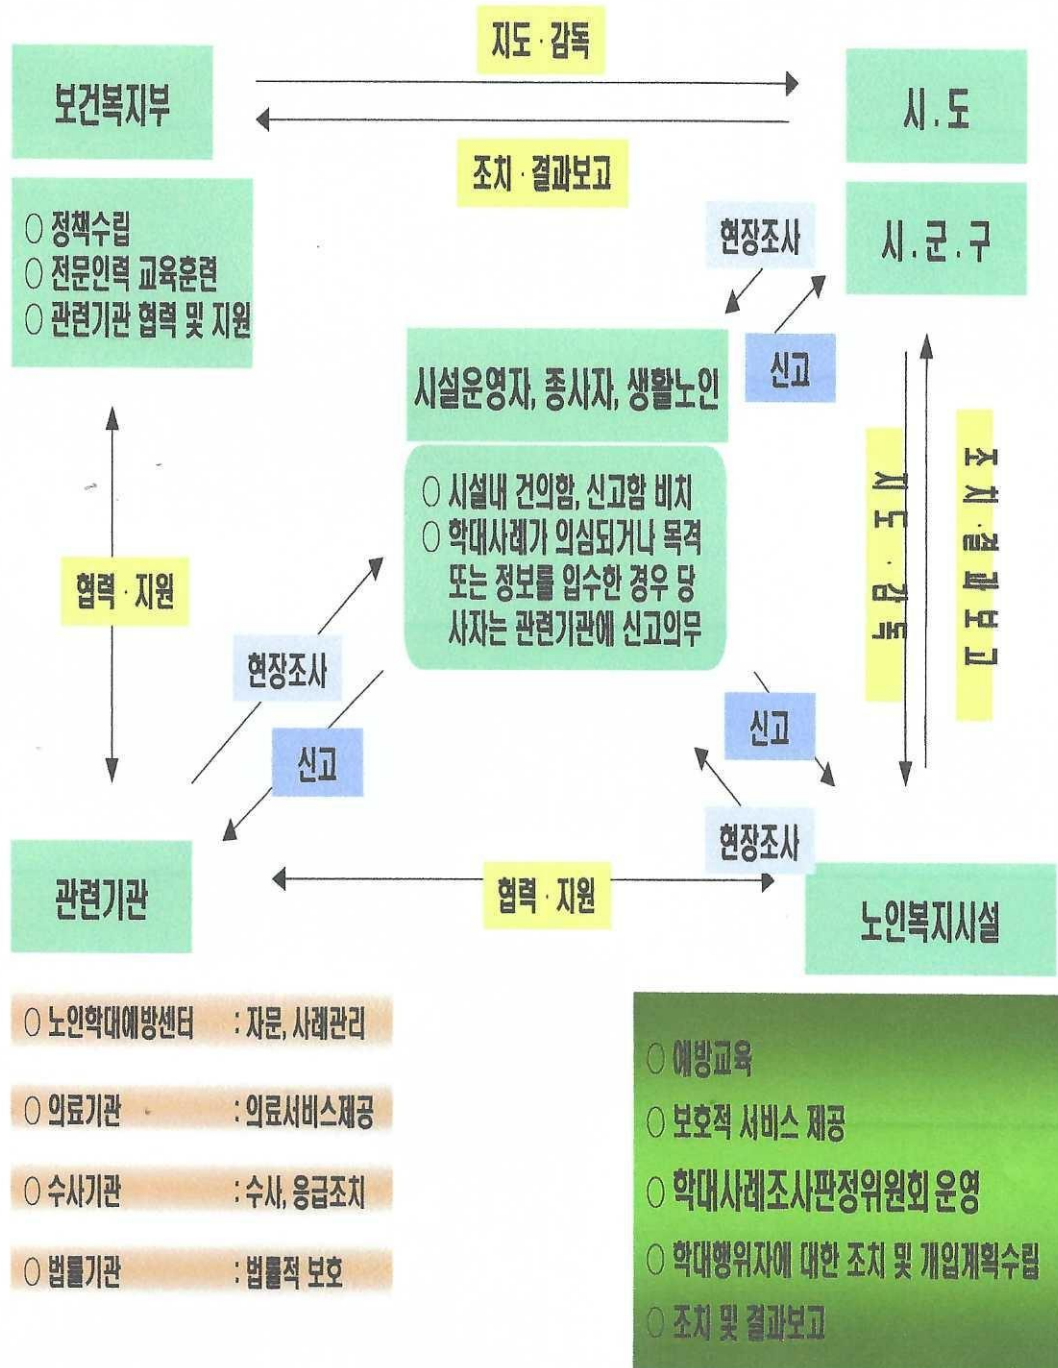 지도 · 감독
보건복지부
시 . 도
조치 · 결과보고
○ 정책수립
○ 전문인력 교육훈련
○ 관련기관 협력 및 지원
현장조사
시 . 군 . 구
신고
시설운영자, 종사자, 생활노인
○ 시설내 건의함, 신고함 비치
○ 학대사례가 의심되거나 목격
또는 정보를 입수한 경우 당
사자는 관련기관에 신고의무
지도 · 감독
조치 · 결과보고
협력 · 지원
현장조사
신고
신고
현장조사
관련기관
협력 · 지원
노인복지시설
○ 노인학대예방센터 : 자문, 사례관리
○ 의료기관 : 의료서비스제공
○ 수사기관 : 수사, 응급조치
○ 법률기관 : 법률적 보호
○ 예방교육
○ 보호적 서비스 제공
○ 학대사례조사판정위원회 운영
○ 학대행위자에 대한 조치 및 개입계획수립
○ 조치 및 결과보고